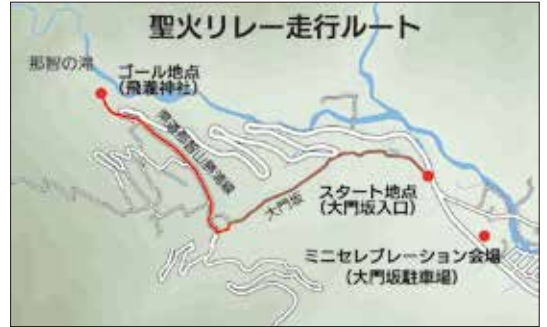 聖火リレー走行ルート
那智の滝
ゴール地点
(飛瀧神社)
県道那智山勝浦線
大門坂
スタート地点
(大門坂入口)
ミニセレブレーション会場
(大門坂駐車場)